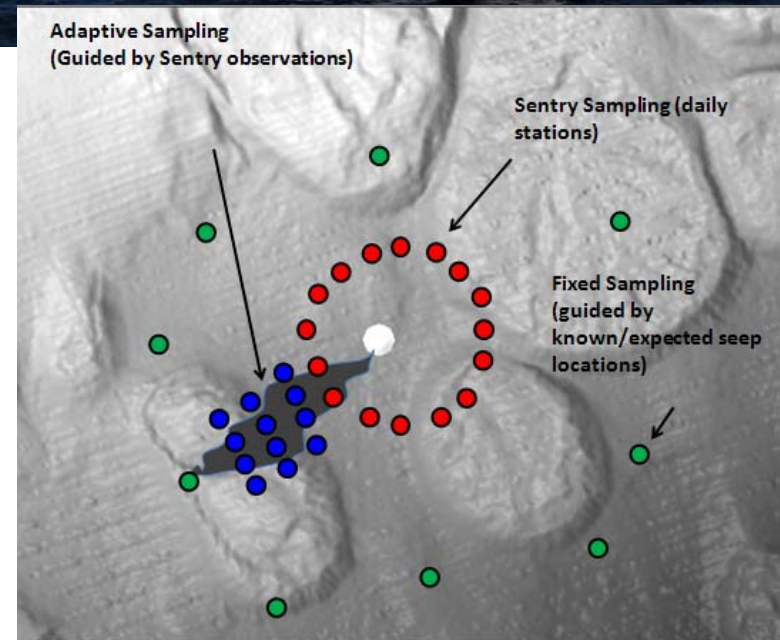 Adaptive Sampling
(Guided by Sentry observations)
Sentry Sampling (daily
stations)
Fixed Sampling
(guided by
known/expected seep
locations)